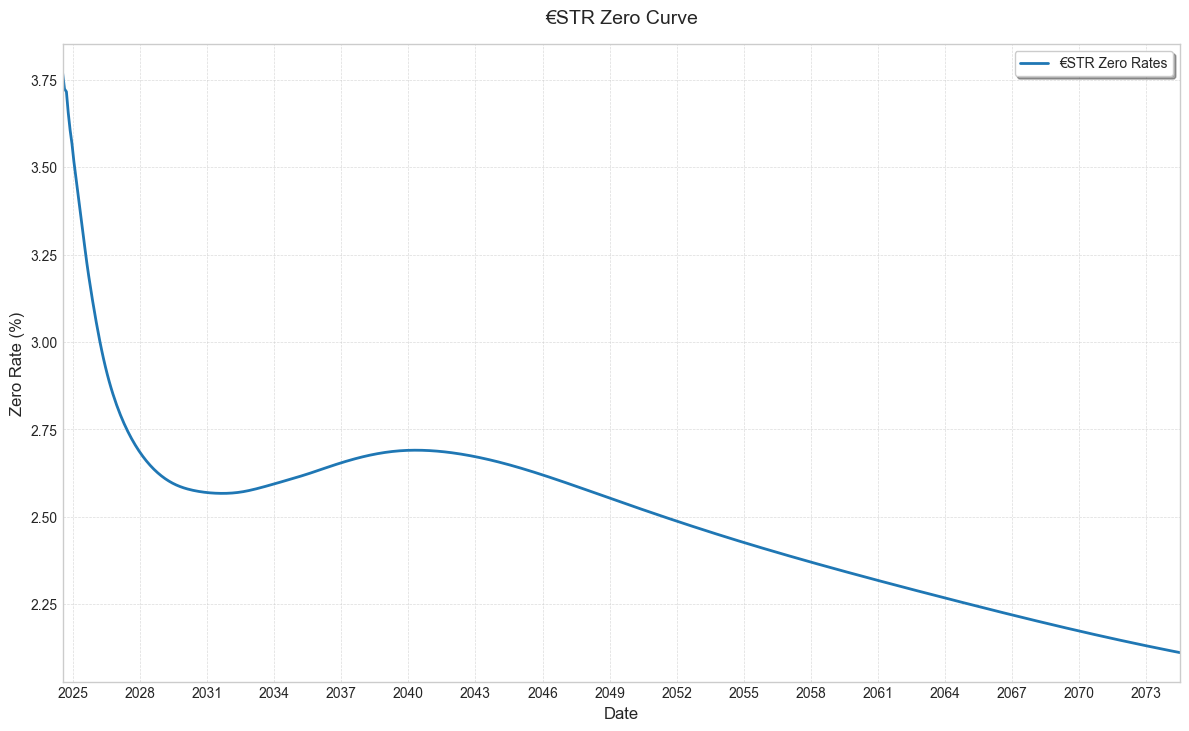 €STR Zero Curve
€STR Zero Rates
Zero Rate (%)
3.75
3.50
3.25
3.00
2.75
2.50
2.25
2025 2028 2031 2034 2037 2040 2043 2046 2049 2052 2055 2058 2061 2064 2067 2070 2073
Date